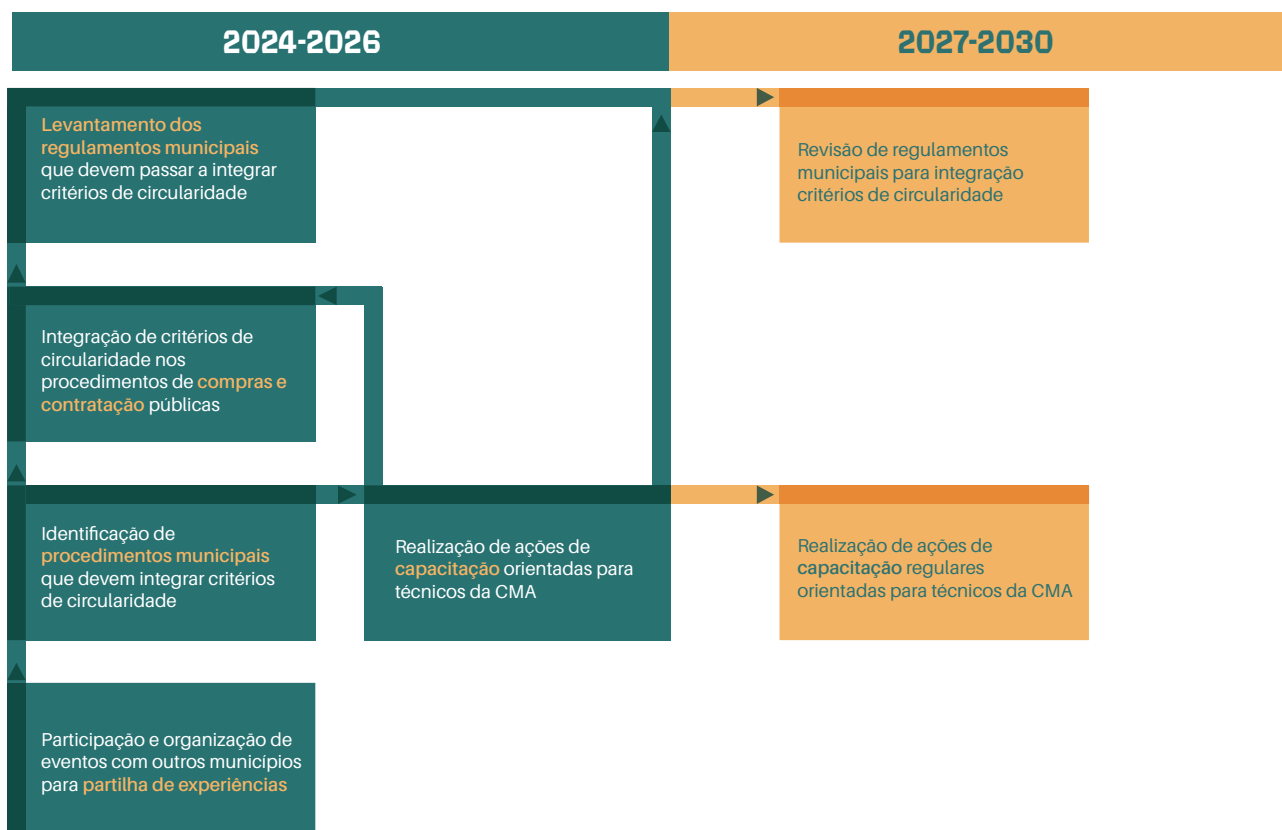 2024-2026
2027-2030
Levantamento dos
regulamentos municipais
que devem passar a integrar
critérios de circularidade
Revisão de regulamentos
municipais para integração
critérios de circularidade
Integração de critérios de
circularidade nos
procedimentos de compras e
contratação públicas
Identificação de
procedimentos municipais
que devem integrar critérios
de circularidade
Realização de ações de
capacitação orientadas para
técnicos da CMA
Realização de ações de
capacitação regulares
orientadas para técnicos da CMA
Participação e organização de
eventos com outros municípios
para partilha de experiências